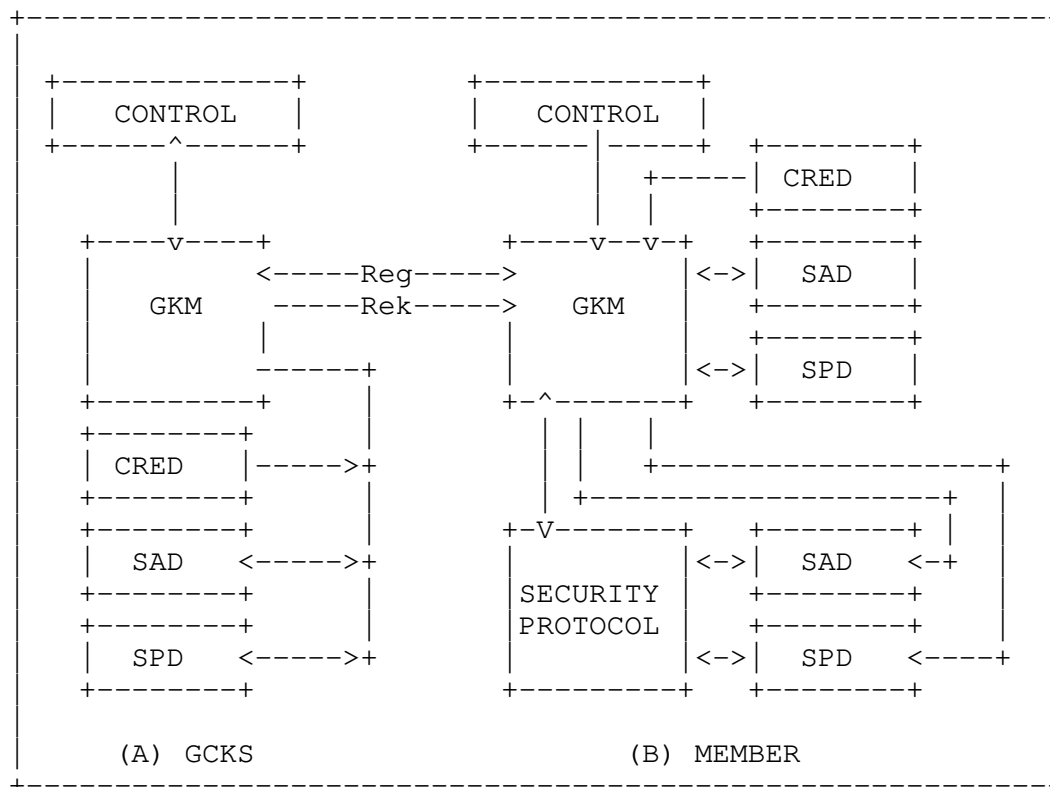 CONTROL CONTROL
CRED
Reg SAD
GKM Rek GKM
SPD
CRED
SAD SAD
SECURITY
PROTOCOL
SPD SPD
(A) GCKS (B) MEMBER